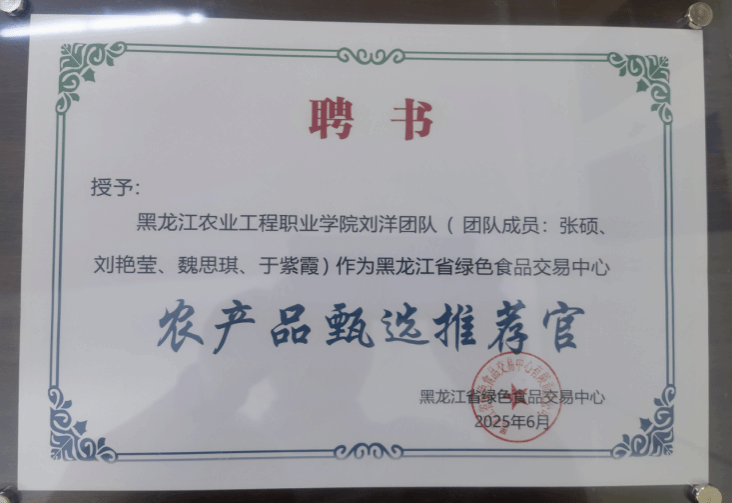 聘书
授予：
黑龙江农业工程职业学院刘洋团队（团队成员：张硕、
刘艳莹、魏思琪、于紫霞）作为黑龙江省绿色食品交易中心
农产品甄选推荐官
黑龙江省绿色食品交易中心
2025年6月